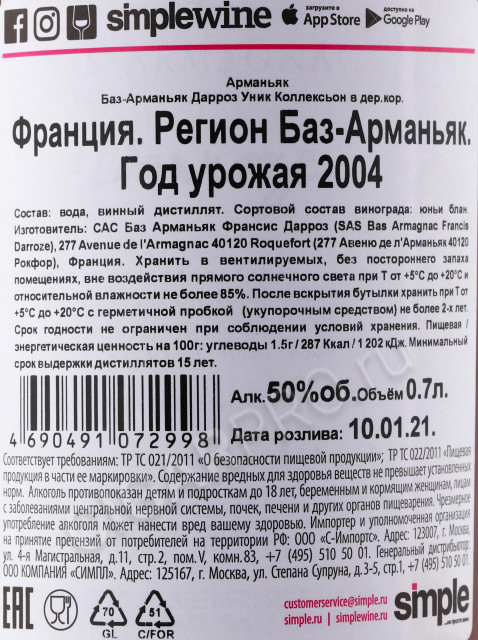 simplewine загрузите в App Store доступно на Google Play
Арманьяк
Баз-Арманьяк Дарроз Уник Коллексьон в дер.кор.
Франция. Регион Баз-Арманьяк.
Год урожая 2004
Состав: вода, винный дистиллят. Сортовой состав винограда: юньи блан.
Изготовитель: САС Баз Арманьяк Франсис Дарроз (SAS Bas Armagnac Francis
Darroze), 277 Avenue de l'Armagnac 40120 Roquefort (277 Авеню де л'Арманьяк 40120
Рокфор), Франция. Хранить в вентилируемых, без постороннего запаха
помещениях, вне воздействия прямого солнечного света при Т от +5°С до +20°С и
относительной влажности не более 85%. После вскрытия бутылки хранить при Т от
+5°С до +20°С с герметичной пробкой (укупорочным средством) не более 2-х лет.
Срок годности не ограничен при соблюдении условий хранения. Пищевая /
энергетическая ценность на 100г: углеводы 1.5г / 287 Ккал / 1 202 кДж. Минимальный
срок выдержки дистиллятов 15 лет.
Алк. 50%об. Объём 0.7л.
4 690491 072998
Дата розлива: 10.01.21.
Соответствует требованиям: ТР ТС 021/2011 «О безопасности пищевой продукции»; ТР ТС 022/2011 «Пищевая
продукция в части ее маркировки». Содержание вредных для здоровья веществ не превышает установленных
норм. Алкоголь противопоказан детям и подросткам до 18 лет, беременным и кормящим женщинам, лицам
с заболеваниями центральной нервной системы, почек, печени и других органов пищеварения. Чрезмерное
употребление алкоголя может нанести вред вашему здоровью. Импортер и уполномоченная организация
на принятие претензий от потребителей на территории РФ: ООО «С-Импортс». Адрес: 123007, г. Москва,
ул. 4-я Магистральная, д.11, стр.2, пом.V, комн.83, +7 (495) 510 50 01. Генеральный дистрибьютор:
ООО КОМПАНИЯ «СИМПЛ», Адрес: 125167, г. Москва, ул. Степана Супруна, д.3-5, стр.1, +7 (495) 510 50 01.
EAC 70 GL 51 C/FOR
customerservice@simple.ru
simple.ru | simplewine.ru
simple
...не просто вино